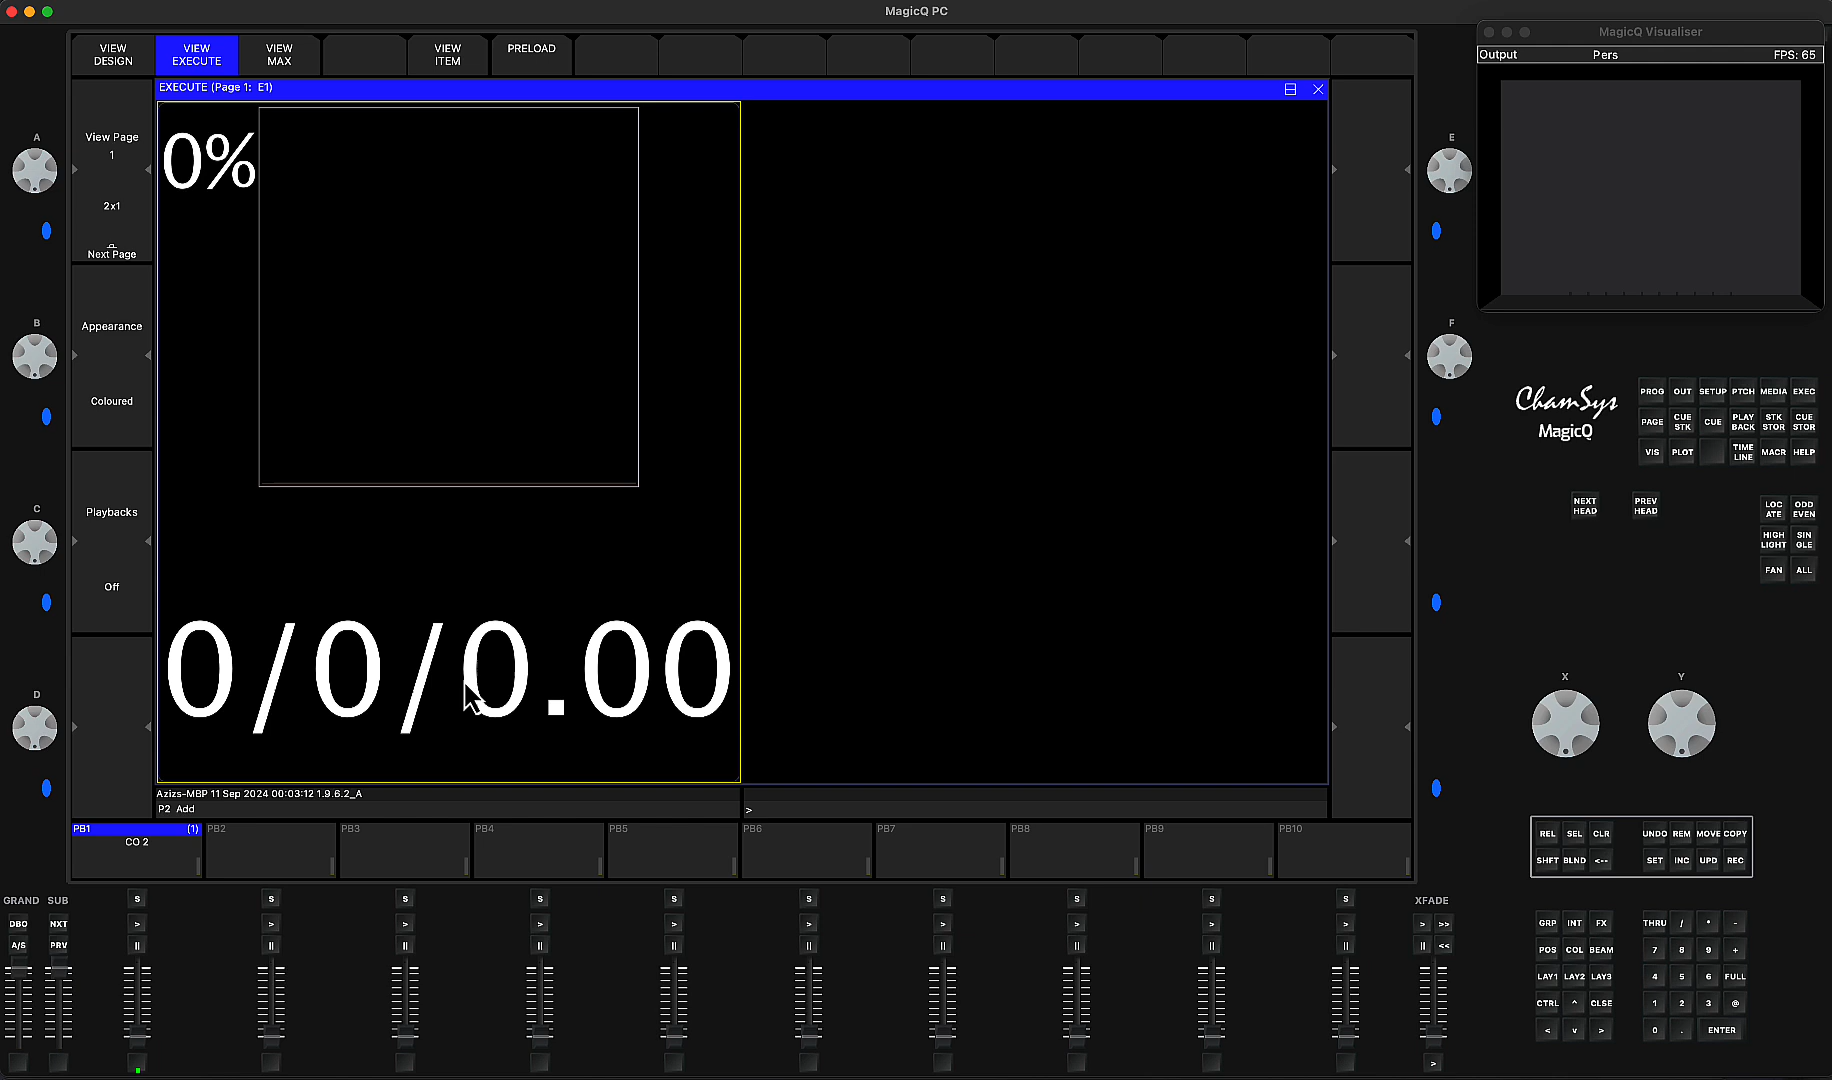 MagicQ PC
MagicQ Visualiser
Output Pers FPS: 65
VIEW DESIGN
VIEW EXECUTE
VIEW MAX
VIEW ITEM
PRELOAD
EXECUTE (Page 1: E1)
0%
0/0/0.00
A
B
C
D
View Page
1
2x1
Next Page
Appearance
Coloured
Playbacks
Off
E
F
ChamSys
MagicQ
PROG OUT SETUP PTCH MEDIA EXEC
PAGE CUE STK CUE PLAY BACK STK STOR CUE STOR
VIS PLOT TIME LINE MACR HELP
NEXT HEAD PREV HEAD
LOC ATE ODD EVEN
HIGH LIGHT SIN GLE
FAN ALL
X Y
Azizs-MBP 11 Sep 2024 00:03:12 1.9.6.2_A
P2 Add
>
PB1 (1) PB2 PB3 PB4 PB5 PB6 PB7 PB8 PB9 PB10
CO 2
REL SEL CLR UNDO REM MOVE COPY
SHFT BLND <-- SET INC UPD REC
GRAND SUB S S S S S S S S S S XFADE
DBO NXT > > > > > > > > > > > >>
A/S PRV || || || || || || || || || || || <<
>
GRP INT FX THRU / * -
POS COL BEAM 7 8 9 +
LAY1 LAY2 LAY3 4 5 6 FULL
CTRL ^ CLSE 1 2 3 @
< v > 0 . ENTER